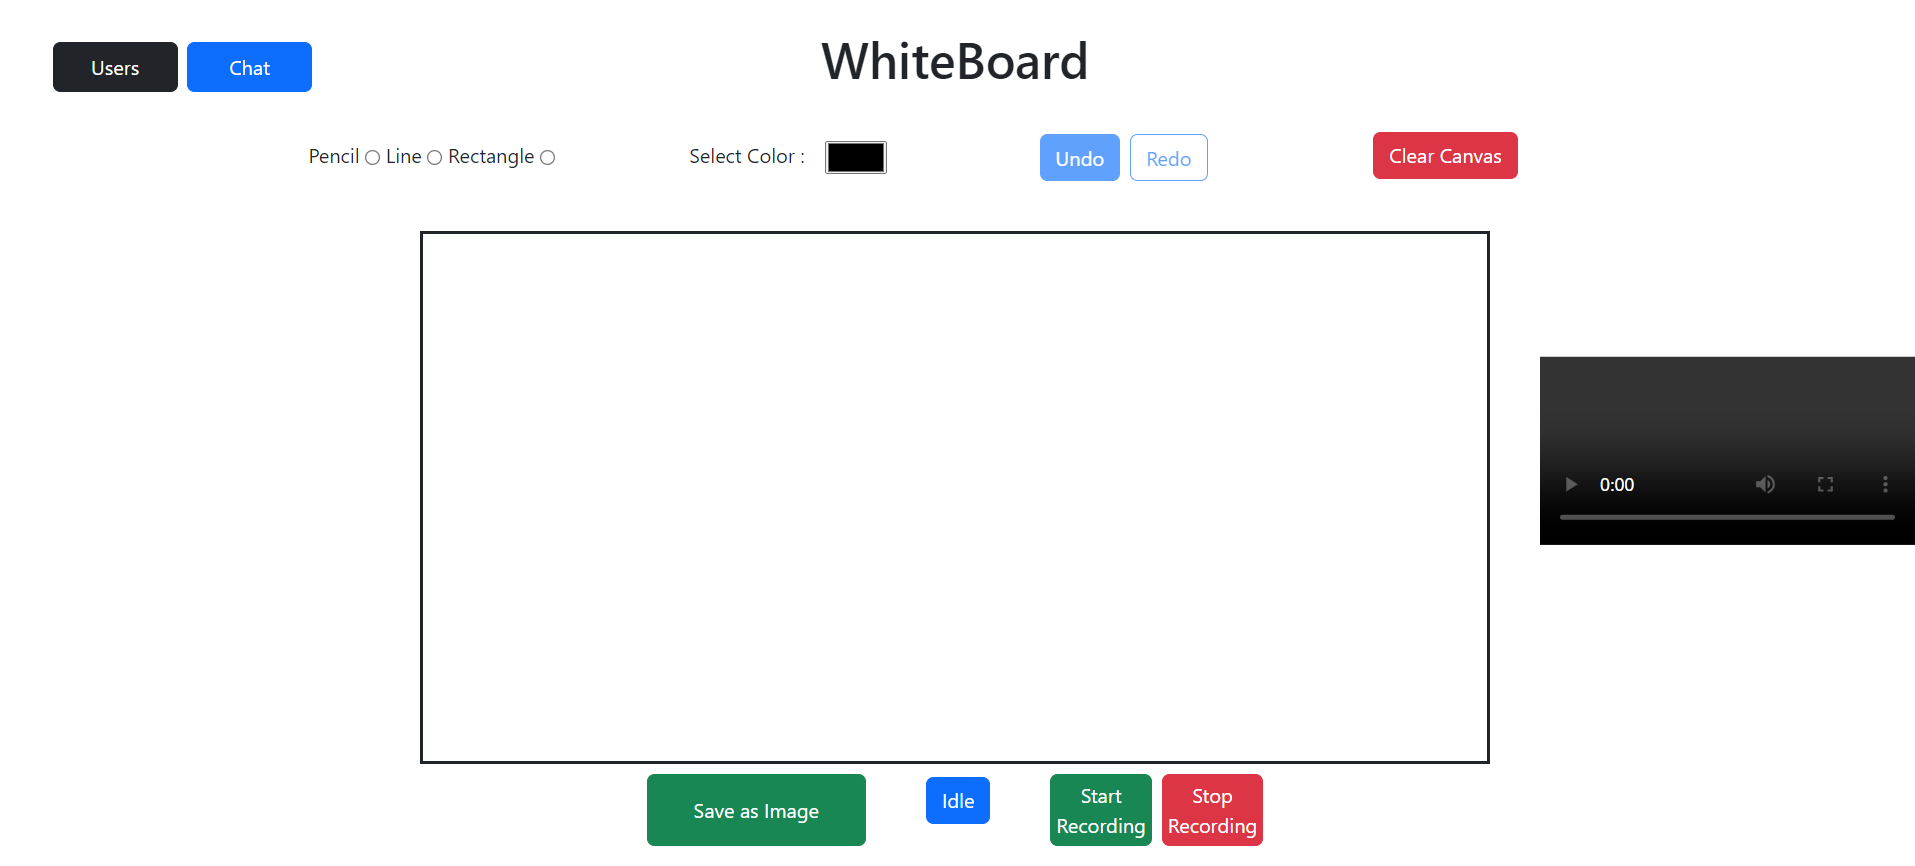 WhiteBoard
Users Chat
Pencil Line Rectangle Select Color : Undo Redo Clear Canvas
0:00
Save as Image Idle Start Recording Stop Recording